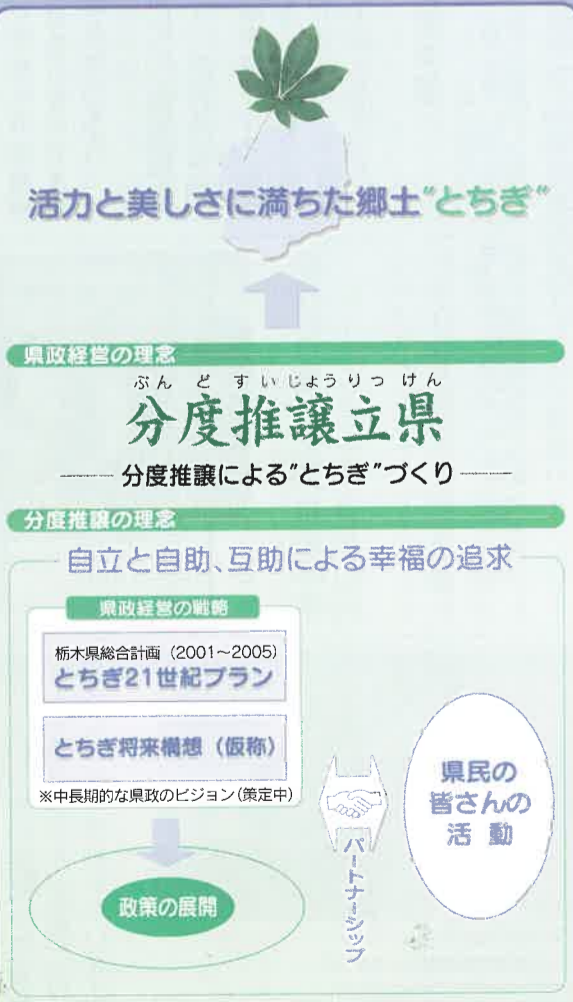 活力と美しさに満ちた郷土"とちぎ"
県政経営の理念
ぶんどすいじょうりっけん
分度推譲立県
分度推譲による"とちぎ"づくり
分度推譲の理念
自立と自助、互助による幸福の追求
県政経営の戦略
栃木県総合計画（2001～2005）
とちぎ21世紀プラン
とちぎ将来構想（仮称）
※中長期的な県政のビジョン（策定中）
政策の展開
パートナーシップ
県民の
皆さんの
活動